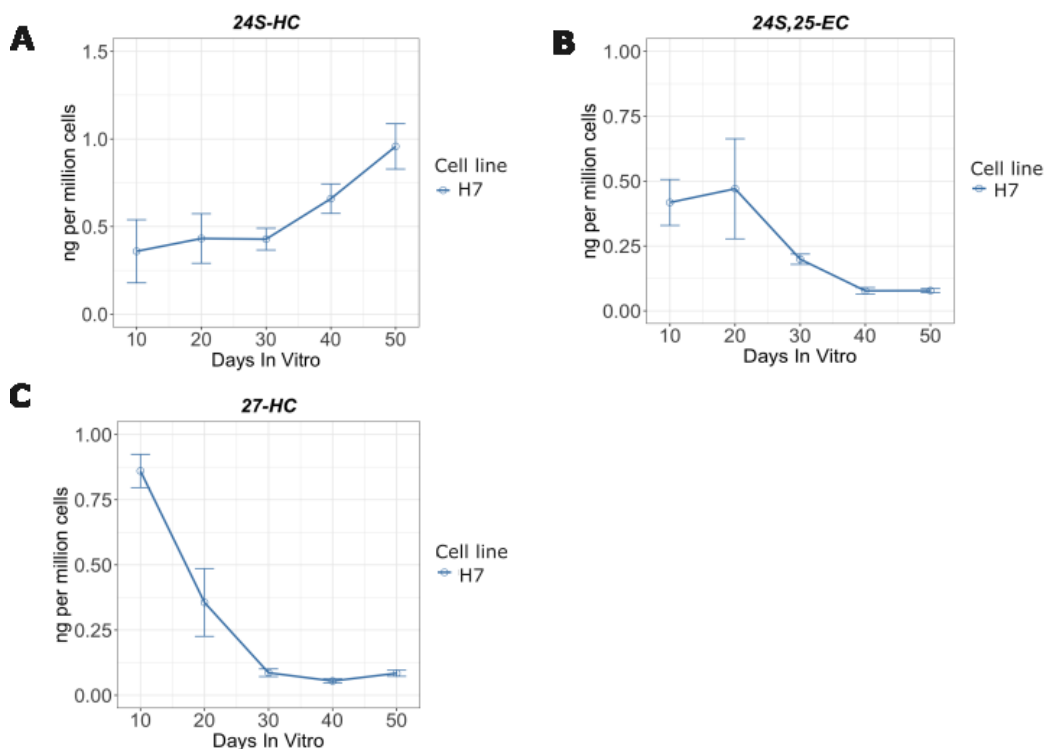 A
24S-HC
ng per million cells
1.5
1.0
0.5
0.0
10 20 30 40 50
Days In Vitro
Cell line
H7
B
24S,25-EC
ng per million cells
1.00
0.75
0.50
0.25
0.00
10 20 30 40 50
Days In Vitro
Cell line
H7
C
27-HC
ng per million cells
1.00
0.75
0.50
0.25
0.00
10 20 30 40 50
Days In Vitro
Cell line
H7